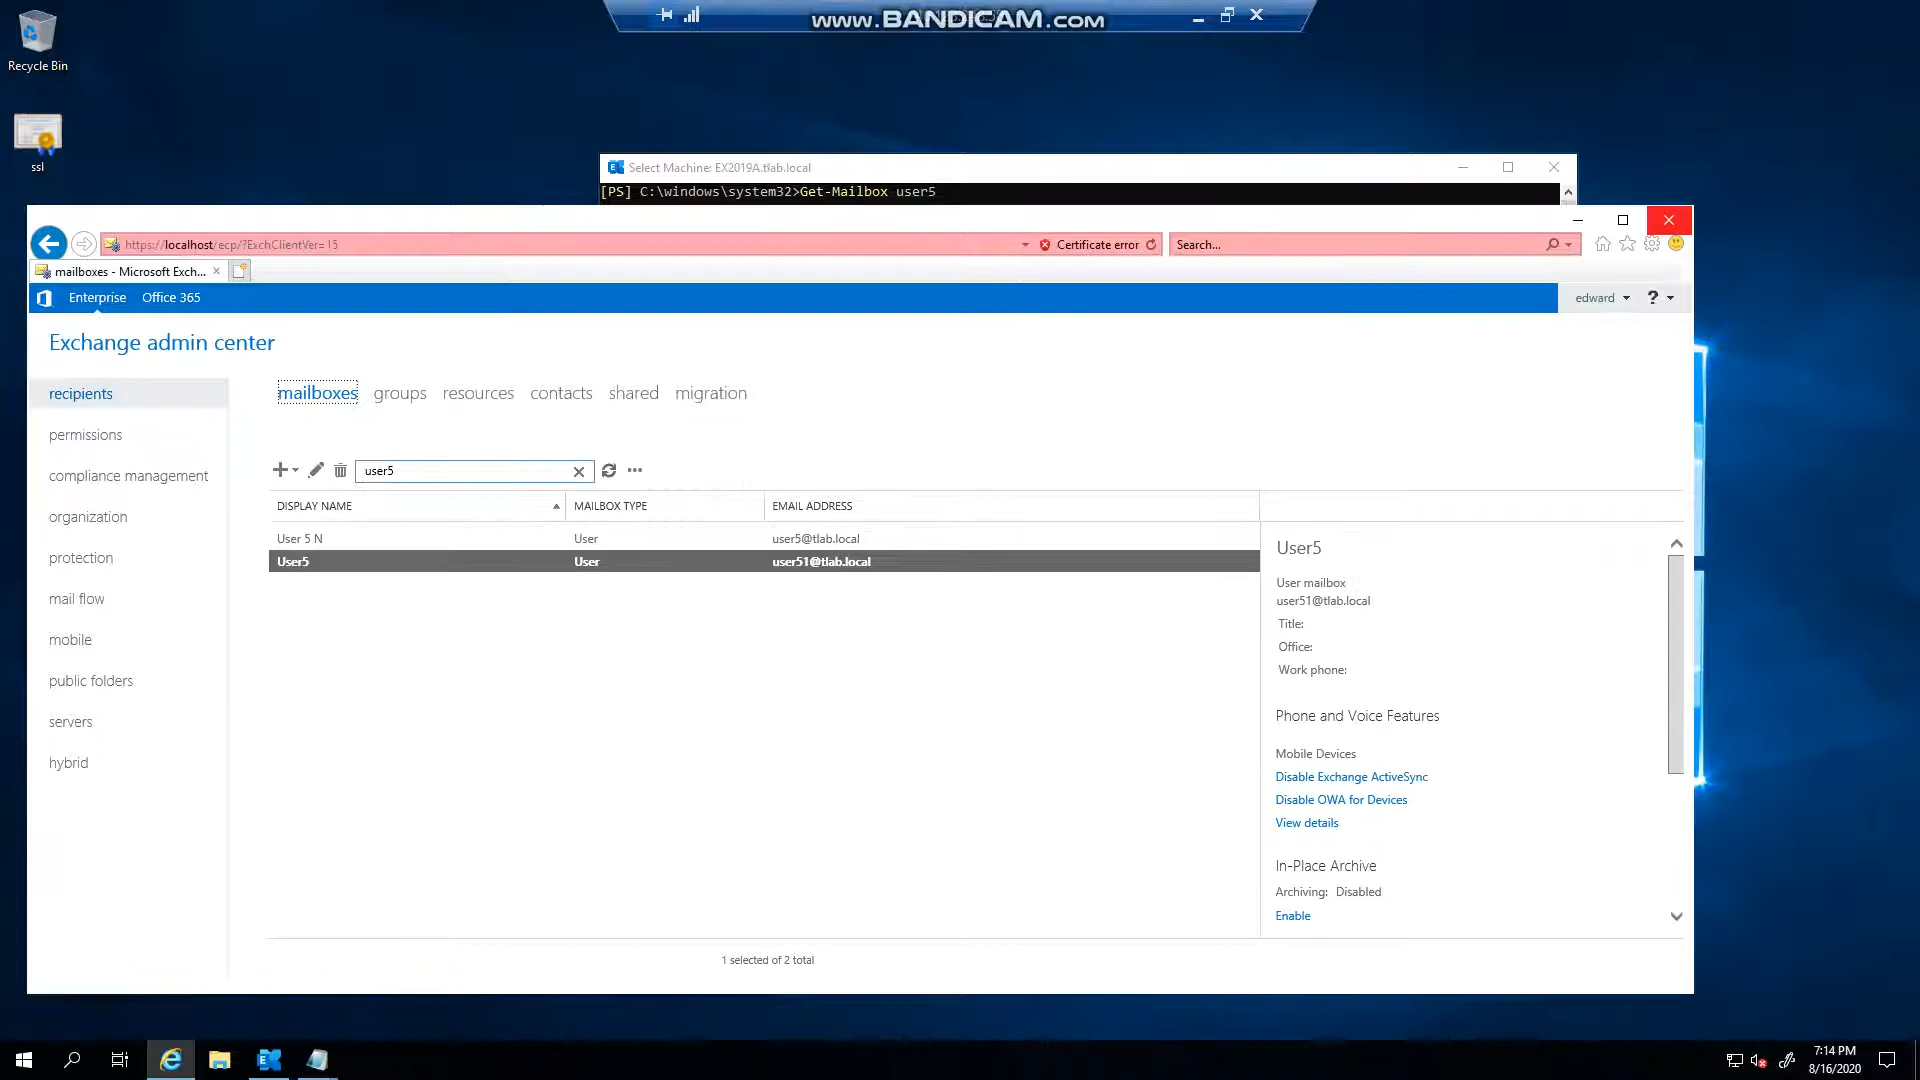 www.BANDICAM.com
Recycle Bin
ssl
Select Machine: EX2019A.tlab.local
[PS] C:\windows\system32>Get-Mailbox user5
https://localhost/ecp/?ExchClientVer=15
Certificate error
Search...
mailboxes - Microsoft Exch...
Enterprise
Office 365
edward
?
Exchange admin center
recipients
permissions
compliance management
organization
protection
mail flow
mobile
public folders
servers
hybrid
mailboxes
groups
resources
contacts
shared
migration
user5
DISPLAY NAME
MAILBOX TYPE
EMAIL ADDRESS
User 5 N
User
user5@tlab.local
User5
User
user51@tlab.local
User5
User mailbox
user51@tlab.local
Title:
Office:
Work phone:
Phone and Voice Features
Mobile Devices
Disable Exchange ActiveSync
Disable OWA for Devices
View details
In-Place Archive
Archiving: Disabled
Enable
1 selected of 2 total
7:14 PM
8/16/2020